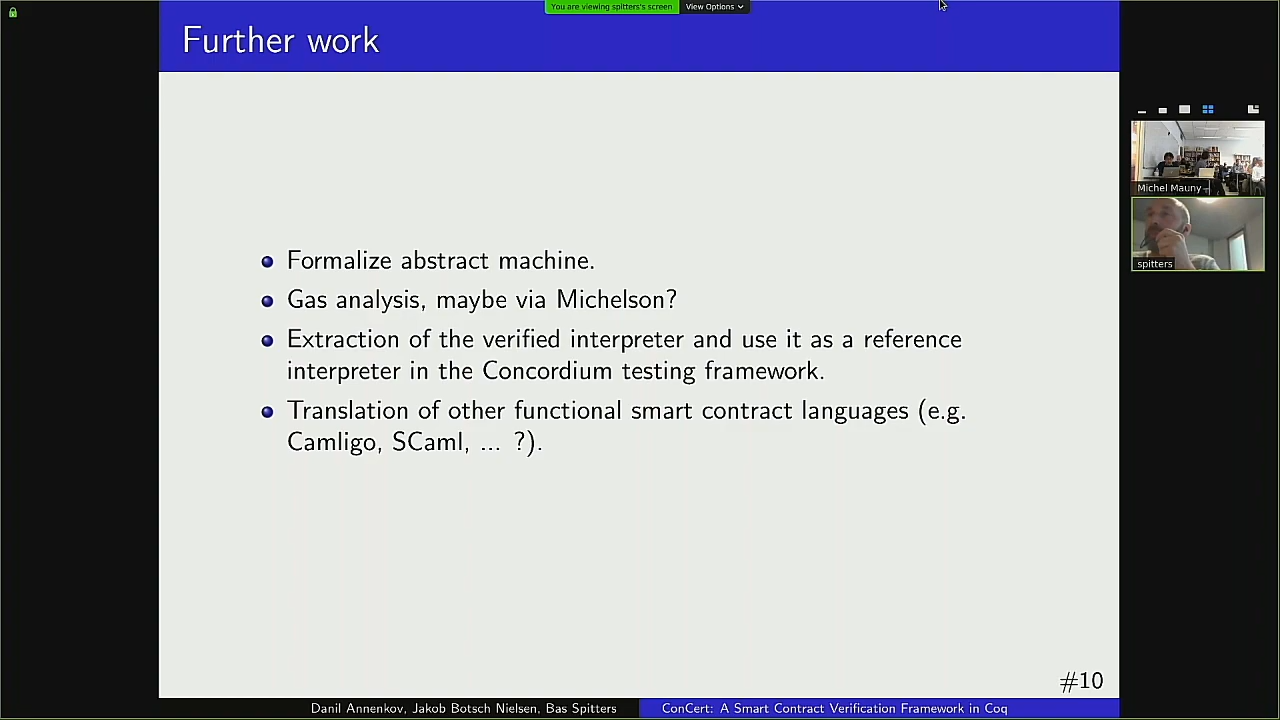 You are viewing spitters's screen
View Options
Further work
Michel Mauny
spitters
Formalize abstract machine.
Gas analysis, maybe via Michelson?
Extraction of the verified interpreter and use it as a reference
interpreter in the Concordium testing framework.
Translation of other functional smart contract languages (e.g.
Camligo, SCaml, ... ?).
#10
Danil Annenkov, Jakob Botsch Nielsen, Bas Spitters
ConCert: A Smart Contract Verification Framework in Coq